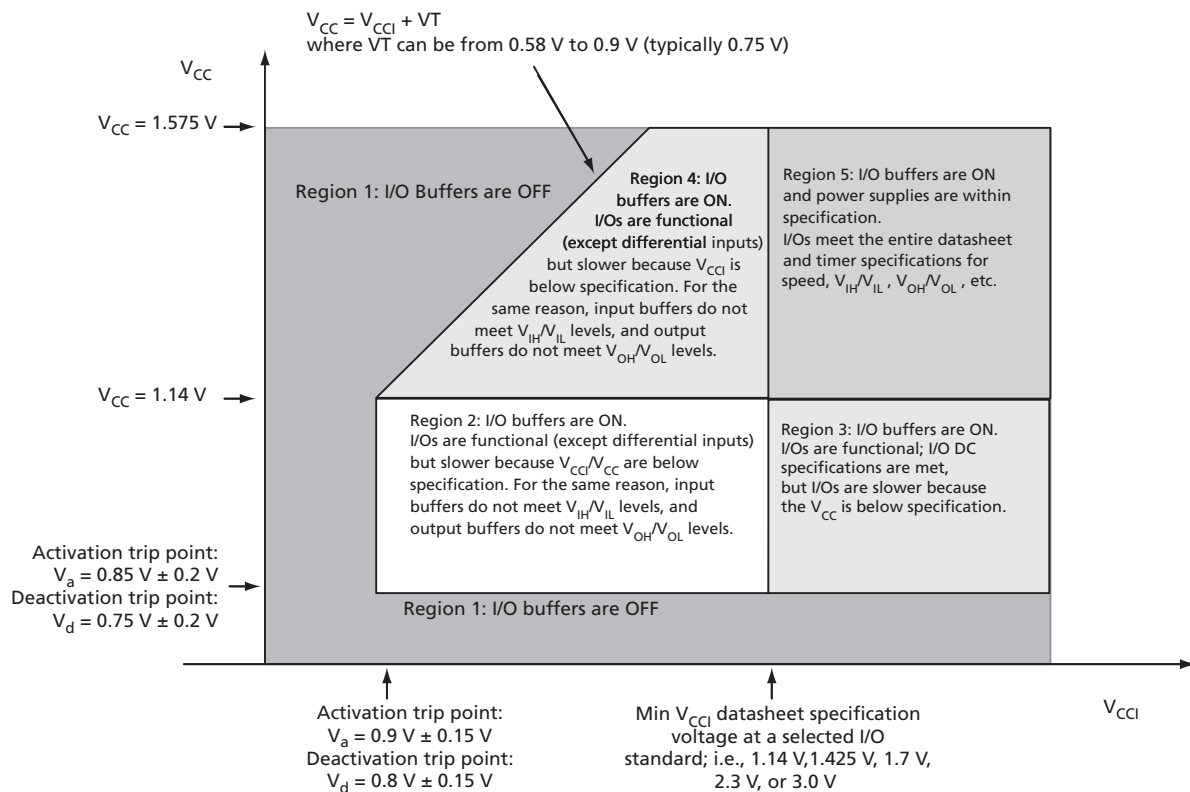 V_CC = V_CCI + VT
where VT can be from 0.58 V to 0.9 V (typically 0.75 V)
V_CC
V_CC = 1.575 V
Region 1: I/O Buffers are OFF
Region 4: I/O
buffers are ON.
I/Os are functional
(except differential inputs)
but slower because V_CCI is
below specification. For the
same reason, input buffers do not
meet V_IH/V_IL levels, and output
buffers do not meet V_OH/V_OL levels.
Region 5: I/O buffers are ON
and power supplies are within
specification.
I/Os meet the entire datasheet
and timer specifications for
speed, V_IH/V_IL , V_OH/V_OL , etc.
V_CC = 1.14 V
Region 2: I/O buffers are ON.
I/Os are functional (except differential inputs)
but slower because V_CCI/V_CC are below
specification. For the same reason, input
buffers do not meet V_IH/V_IL levels, and
output buffers do not meet V_OH/V_OL levels.
Region 3: I/O buffers are ON.
I/Os are functional; I/O DC
specifications are met,
but I/Os are slower because
the V_CC is below specification.
Activation trip point:
V_a = 0.85 V ± 0.2 V
Deactivation trip point:
V_d = 0.75 V ± 0.2 V
Region 1: I/O buffers are OFF
Activation trip point:
V_a = 0.9 V ± 0.15 V
Deactivation trip point:
V_d = 0.8 V ± 0.15 V
Min V_CCI datasheet specification
voltage at a selected I/O
standard; i.e., 1.14 V,1.425 V, 1.7 V,
2.3 V, or 3.0 V
V_CCI